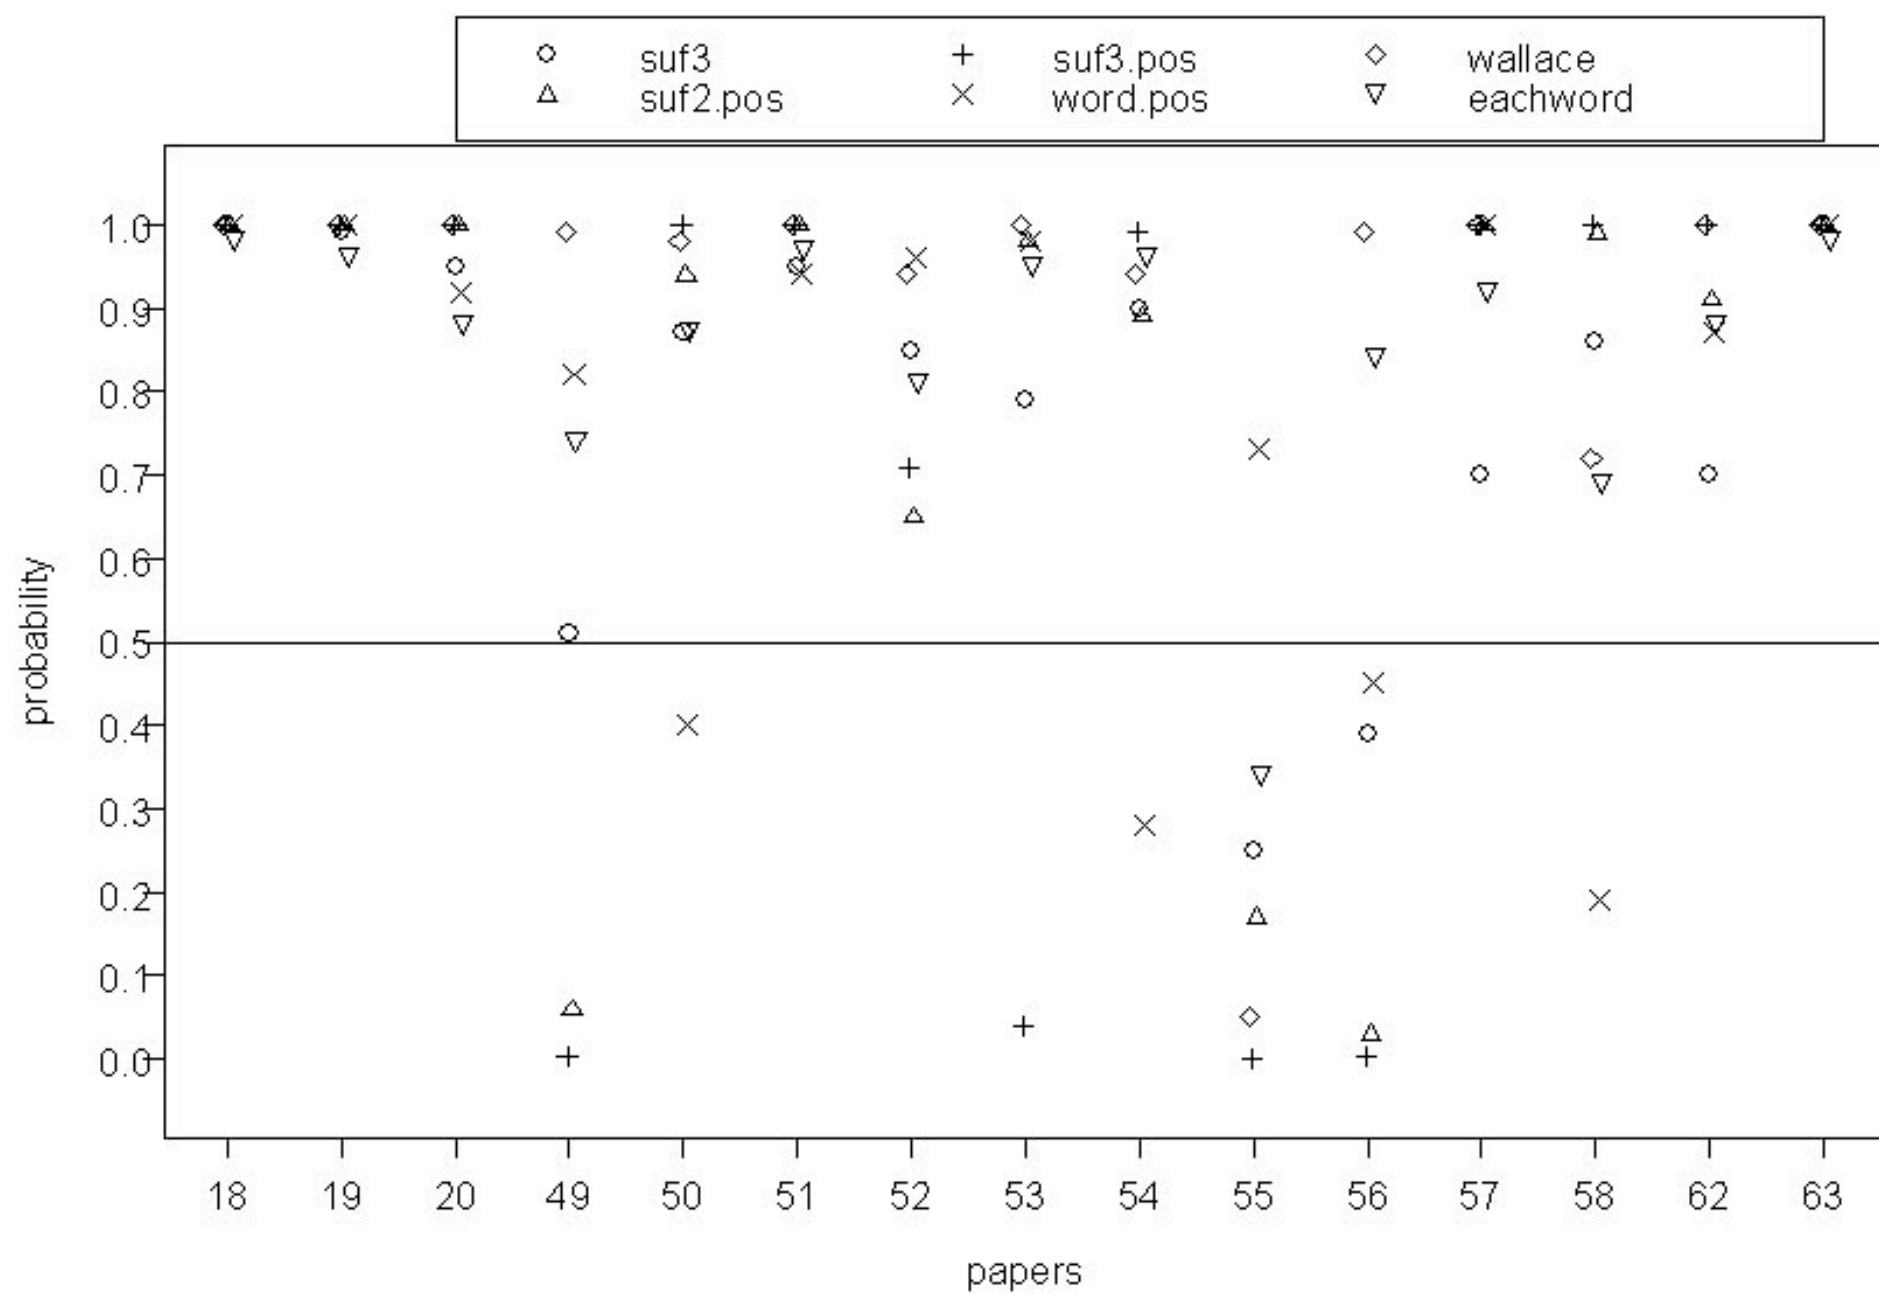 suf3 suf3.pos wallace
suf2.pos word.pos eachword
1.0
0.9
0.8
0.7
0.6
0.5
0.4
0.3
0.2
0.1
0.0
probability
18 19 20 49 50 51 52 53 54 55 56 57 58 62 63
papers